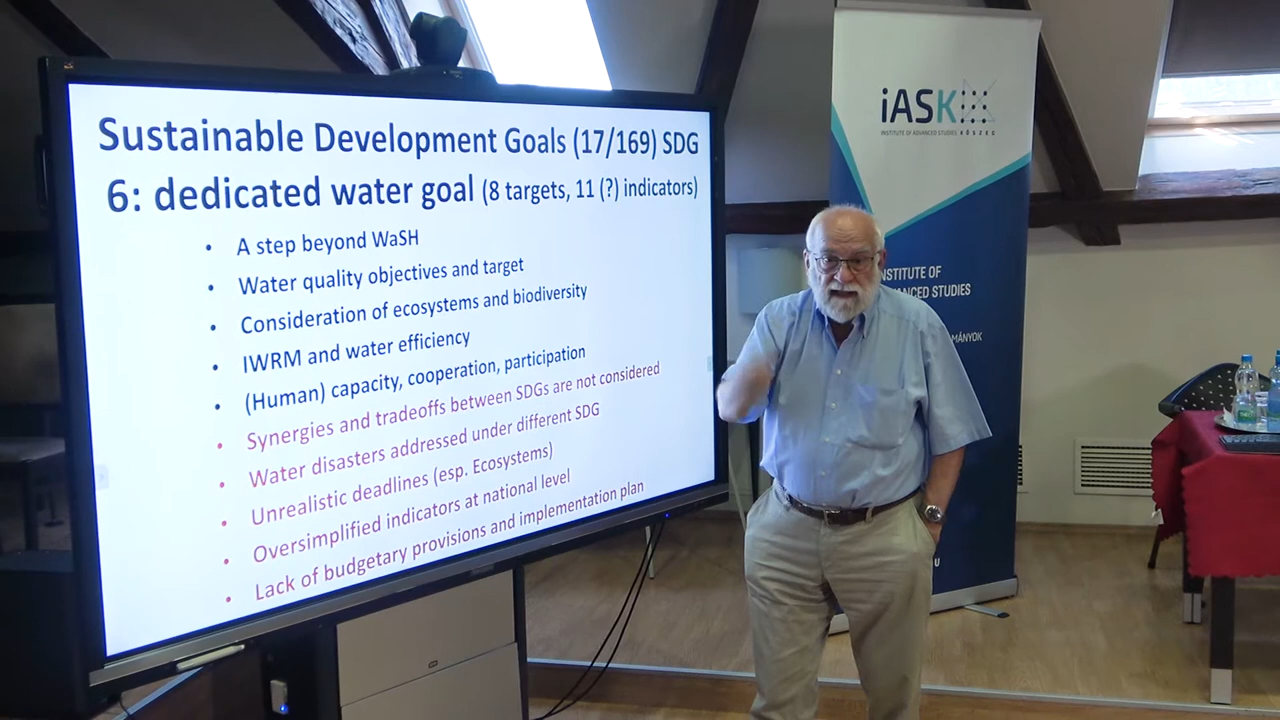 Sustainable Development Goals (17/169) SDG
6: dedicated water goal (8 targets, 11 (?) indicators)
• A step beyond WaSH
• Water quality objectives and target
• Consideration of ecosystems and biodiversity
• IWRM and water efficiency
• (Human) capacity, cooperation, participation
• Synergies and tradeoffs between SDGs are not considered
• Water disasters addressed under different SDG
• Unrealistic deadlines (esp. Ecosystems)
• Oversimplified indicators at national level
• Lack of budgetary provisions and implementation plan
iASK
INSTITUTE OF ADVANCED STUDIES KŐSZEG
NSTITUTE OF
ANCED STUDIES
MÁNYOK
U